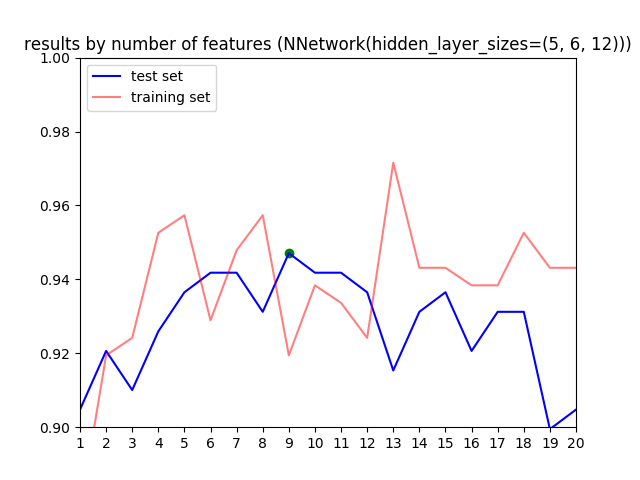 results by number of features (NNetwork(hidden_layer_sizes=(5, 6, 12)))
1.00
test set
training set
0.98
0.96
0.94
0.92
0.90
1 2 3 4 5 6 7 8 9 10 11 12 13 14 15 16 17 18 19 20